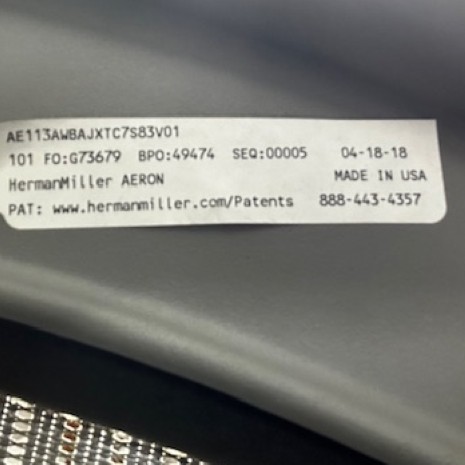 AE113AWBAJXTC7S83V01
101 FO:G73679 BPO:49474 SEQ:00005 04-18-18
HermanMiller AERON MADE IN USA
PAT: www.hermanmiller.com/Patents 888-443-4357